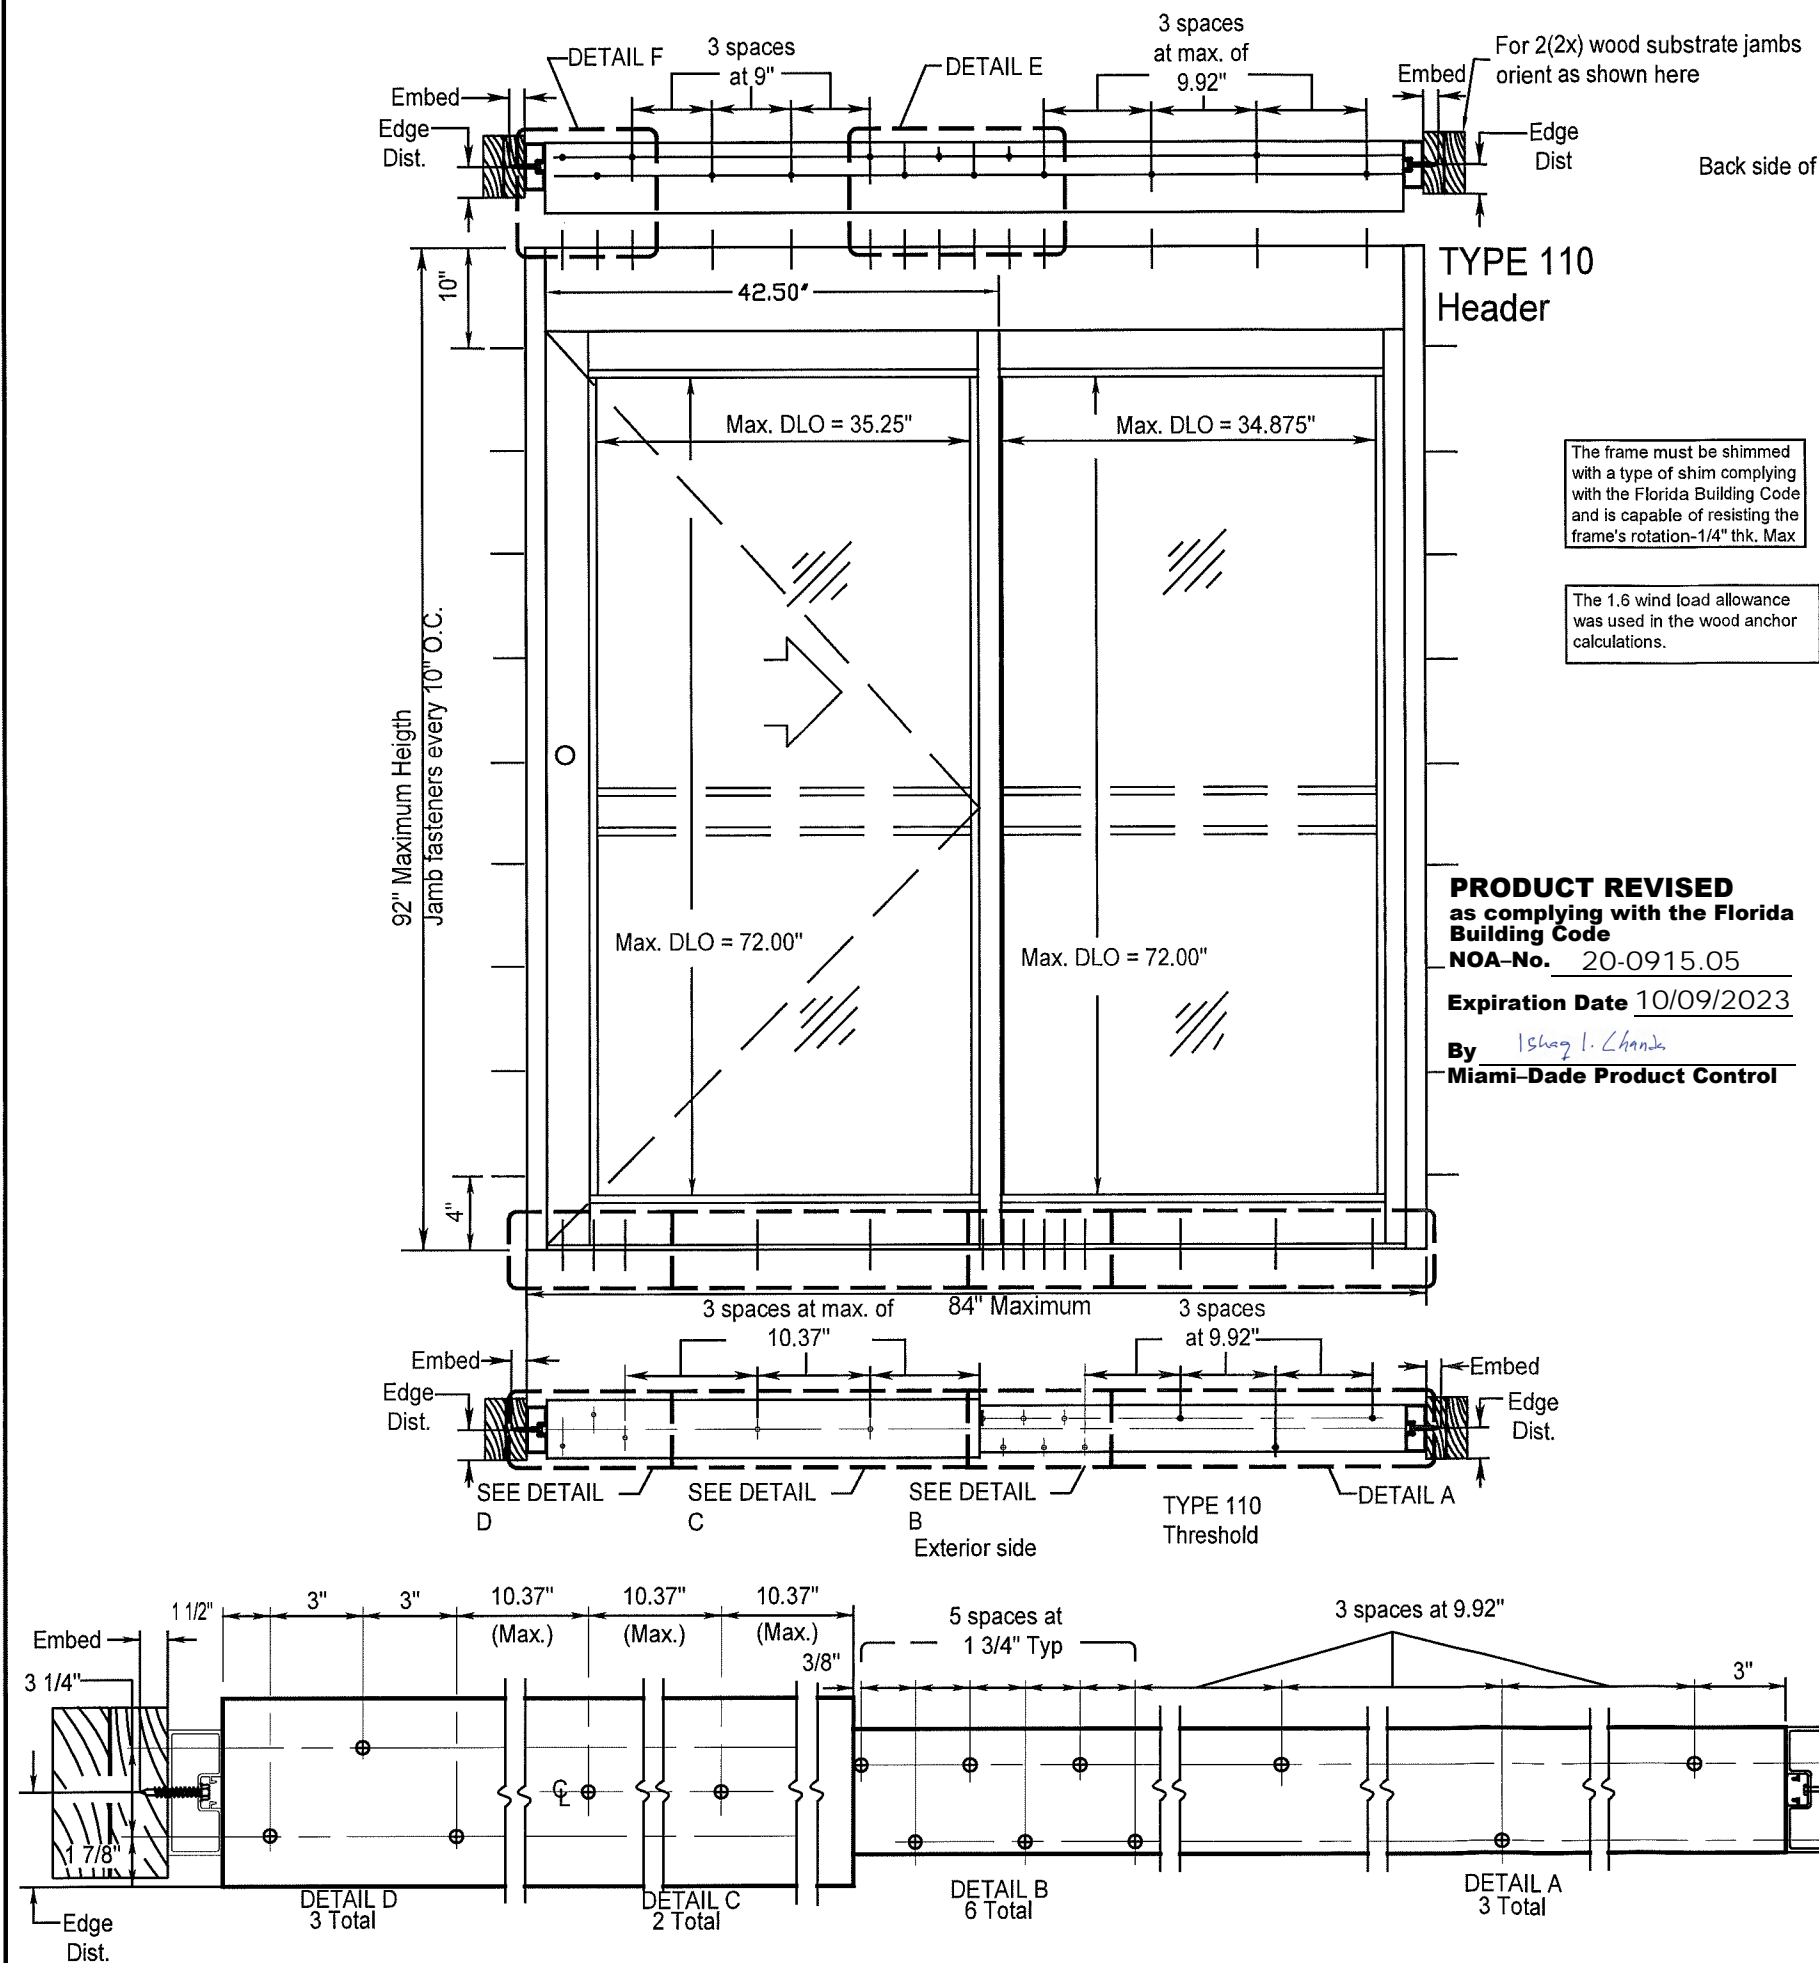 3 spaces
at 9"
DETAIL F
3 spaces
at max. of
9.92"
DETAIL E
For 2(2x) wood substrate jambs
orient as shown here
Embed
Embed
Edge
Dist.
Edge
Dist
Back side of
TYPE 110
Header
10"
42.50"
Max. DLO = 35.25"
Max. DLO = 34.875"
The frame must be shimmed
with a type of shim complying
with the Florida Building Code
and is capable of resisting the
frame's rotation-1/4" thk. Max
The 1.6 wind load allowance
was used in the wood anchor
calculations.
92" Maximum Heigth
Jamb fasteners every 10" O.C.
Max. DLO = 72.00"
Max. DLO = 72.00"
PRODUCT REVISED
as complying with the Florida
Building Code
NOA–No. 20-0915.05
Expiration Date 10/09/2023
By Ishaq I. Chanda
Miami–Dade Product Control
4"
84" Maximum
3 spaces at max. of
10.37"
3 spaces
at 9.92"
Embed
Embed
Edge
Dist.
Edge
Dist.
SEE DETAIL
D
SEE DETAIL
C
SEE DETAIL
B
DETAIL A
TYPE 110
Threshold
Exterior side
1 1/2"
3"
3"
10.37"
(Max.)
10.37"
(Max.)
10.37"
(Max.)
3/8"
5 spaces at
1 3/4" Typ
3 spaces at 9.92"
3"
Embed
3 1/4"
CL
1 7/8"
Edge
Dist.
DETAIL D
3 Total
DETAIL C
2 Total
DETAIL B
6 Total
DETAIL A
3 Total